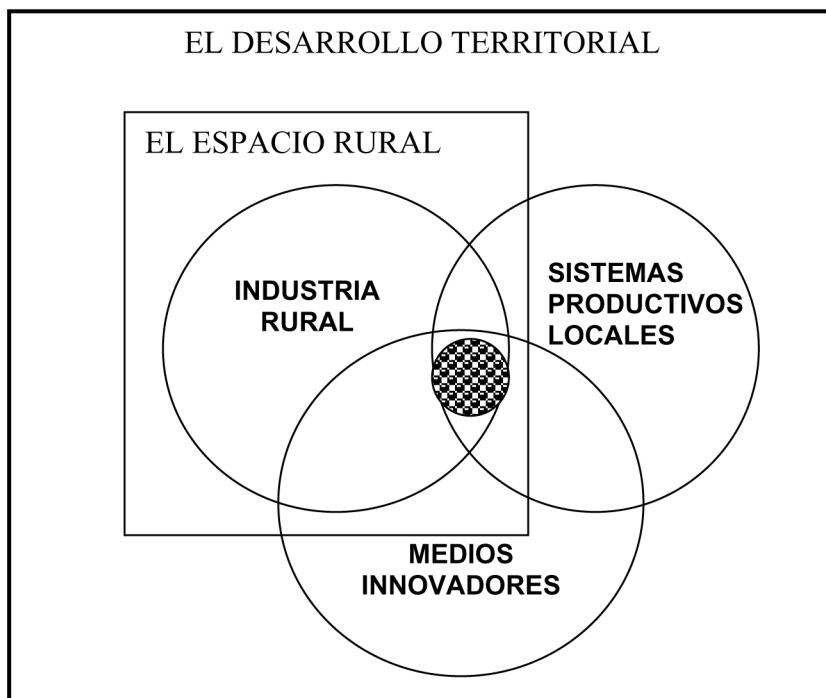 EL DESARROLLO TERRITORIAL
EL ESPACIO RURAL
INDUSTRIA
RURAL
SISTEMAS
PRODUCTIVOS
LOCALES
MEDIOS
INNOVADORES